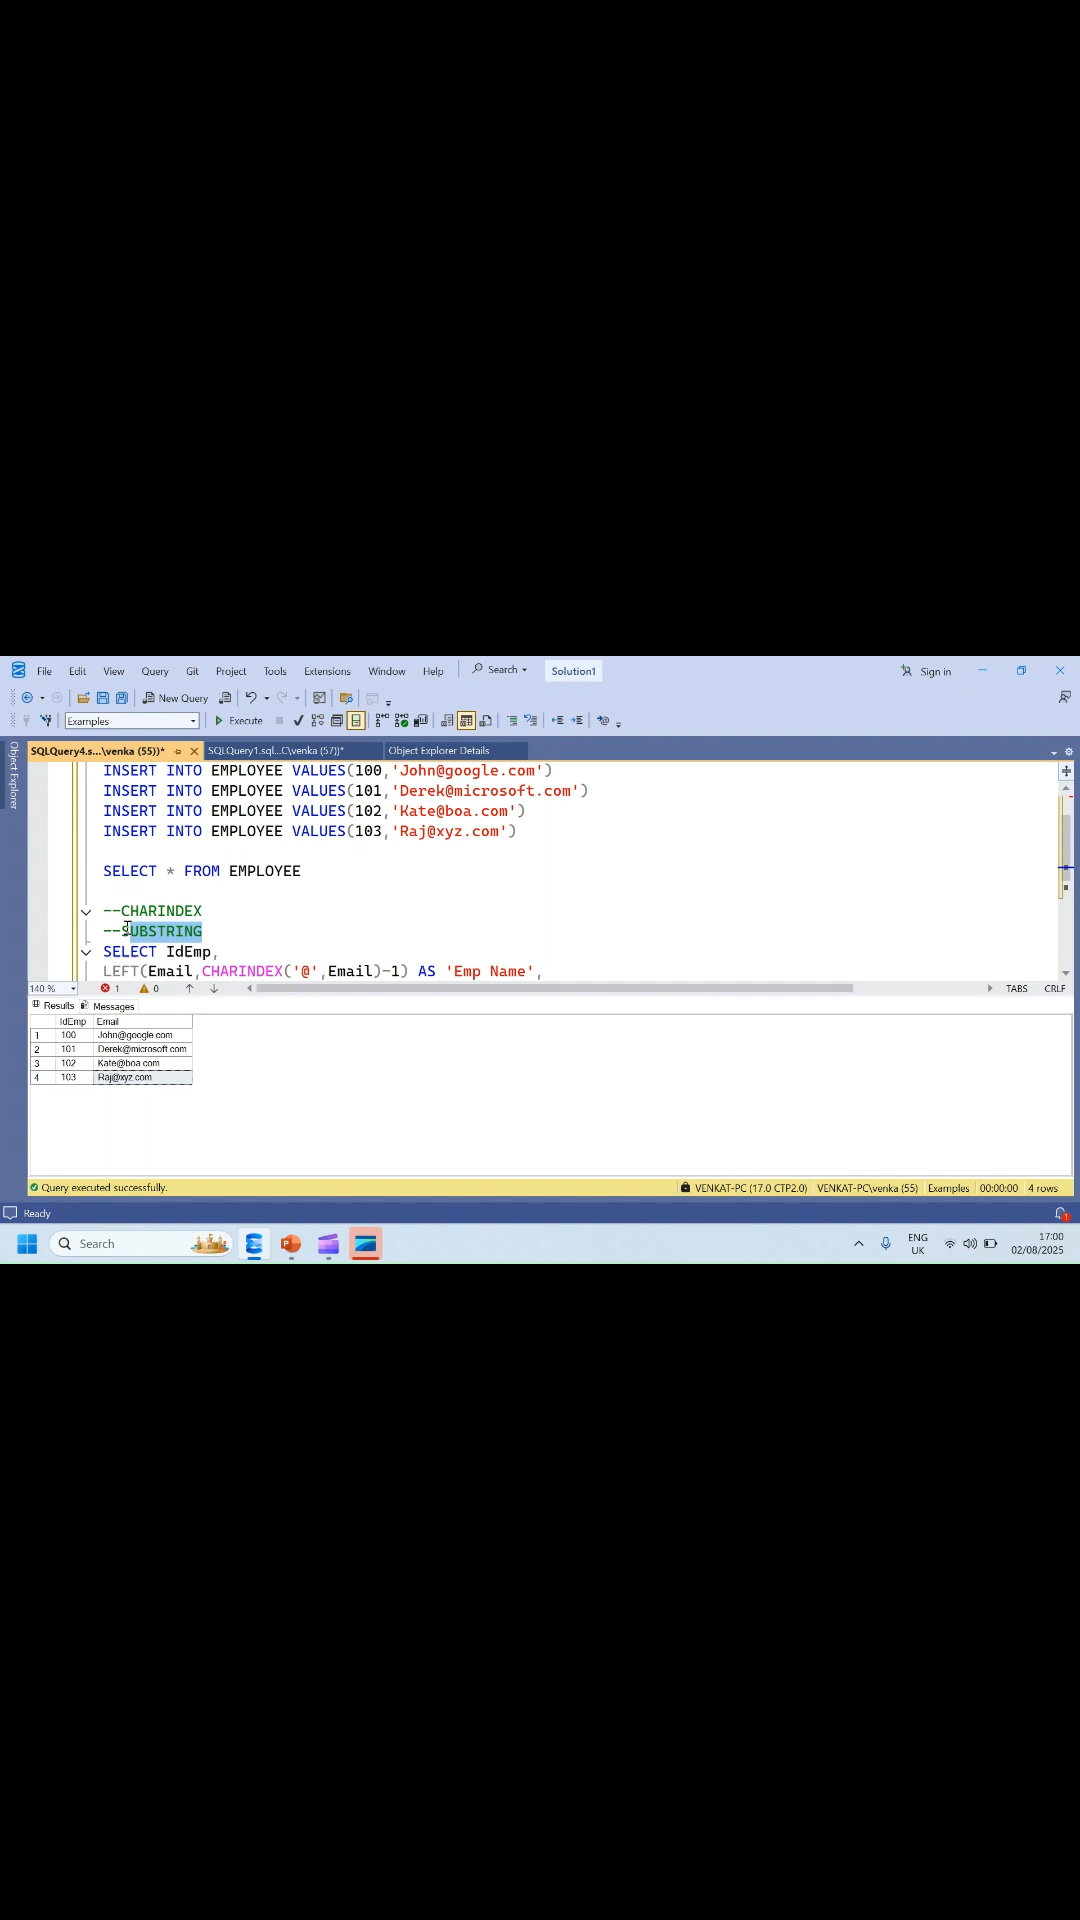 File Edit View Query Git Project Tools Extensions Window Help Search Solution1 Sign in
New Query
Examples Execute
SQLQuery4.s...\venka (55))* SQLQuery1.sql...C\venka (57))* Object Explorer Details
Object Explorer
INSERT INTO EMPLOYEE VALUES(100,'John@google.com')
INSERT INTO EMPLOYEE VALUES(101,'Derek@microsoft.com')
INSERT INTO EMPLOYEE VALUES(102,'Kate@boa.com')
INSERT INTO EMPLOYEE VALUES(103,'Raj@xyz.com')
SELECT * FROM EMPLOYEE
--CHARINDEX
--SUBSTRING
SELECT IdEmp,
LEFT(Email,CHARINDEX('@',Email)-1) AS 'Emp Name',
140 % 1 0 TABS CRLF
Results Messages
IdEmp Email
1 100 John@google.com
2 101 Derek@microsoft.com
3 102 Kate@boa.com
4 103 Raj@xyz.com
Query executed successfully. VENKAT-PC (17.0 CTP2.0) VENKAT-PC\venka (55) Examples 00:00:00 4 rows
Ready 1
Search ENG 17:00
UK 02/08/2025